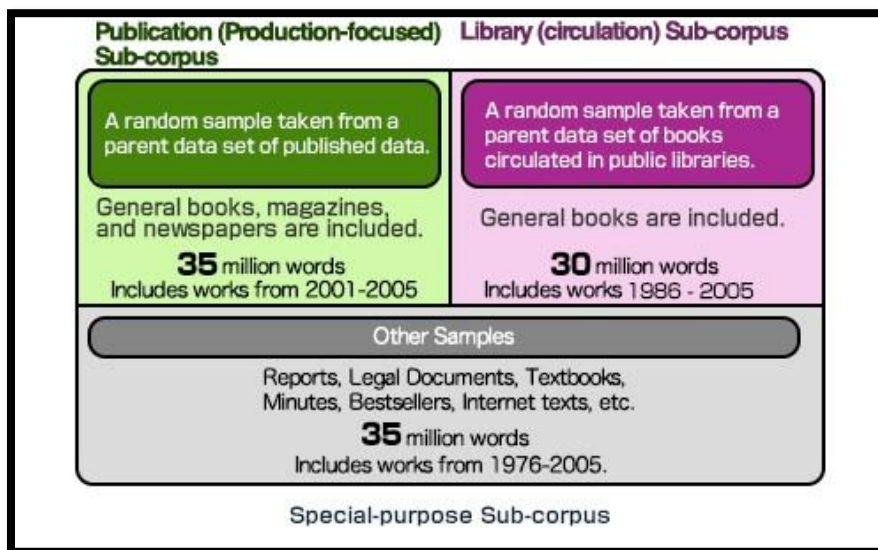 Publication (Production-focused)
Sub-corpus
Library (circulation) Sub-corpus
A random sample taken from a
parent data set of published data.
General books, magazines,
and newspapers are included.
35 million words
Includes works from 2001-2005
A random sample taken from a
parent data set of books
circulated in public libraries.
General books are included.
30 million words
Includes works 1986 - 2005
Other Samples
Reports, Legal Documents, Textbooks,
Minutes, Bestsellers, Internet texts, etc.
35 million words
Includes works from 1976-2005.
Special-purpose Sub-corpus